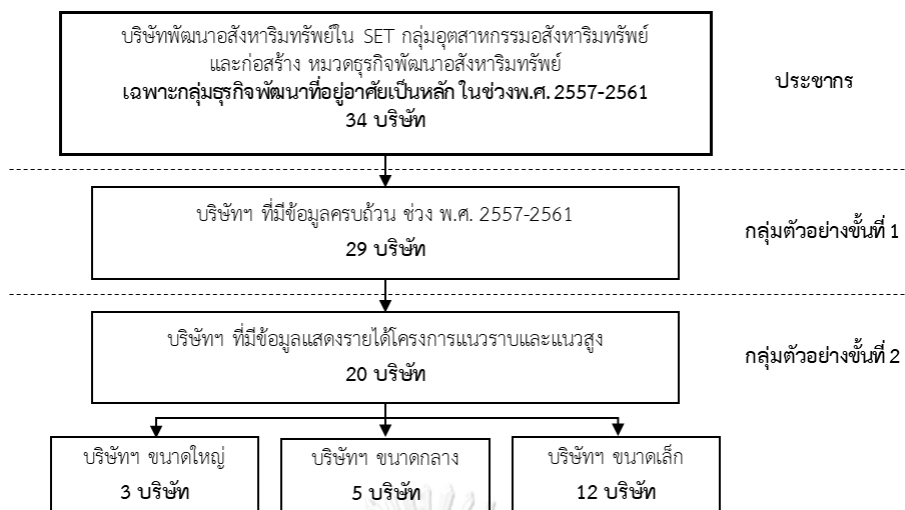 บริษัทพัฒนาอสังหาริมทรัพย์ใน SET กลุ่มอุตสาหกรรมอสังหาริมทรัพย์
และก่อสร้าง หมวดธุรกิจพัฒนาอสังหาริมทรัพย์
เฉพาะกลุ่มธุรกิจพัฒนาที่อยู่อาศัยเป็นหลัก ในช่วงพ.ศ. 2557-2561
34 บริษัท
ประชากร
บริษัทฯ ที่มีข้อมูลครบถ้วน ช่วง พ.ศ. 2557-2561
29 บริษัท
กลุ่มตัวอย่างขั้นที่ 1
บริษัทฯ ที่มีข้อมูลแสดงรายได้โครงการแนวราบและแนวสูง
20 บริษัท
กลุ่มตัวอย่างขั้นที่ 2
บริษัทฯ ขนาดใหญ่
3 บริษัท
บริษัทฯ ขนาดกลาง
5 บริษัท
บริษัทฯ ขนาดเล็ก
12 บริษัท